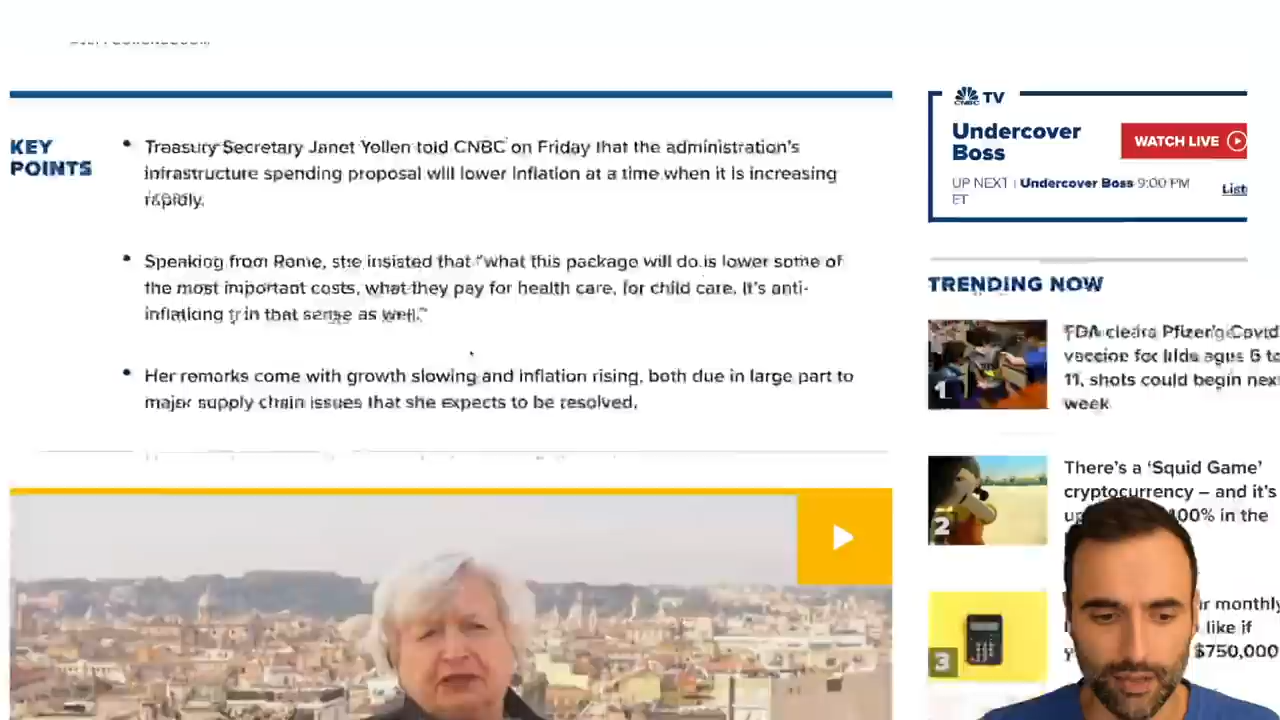 KEY
POINTS
Treasury Secretary Janet Yellen told CNBC on Friday that the administration's
infrastructure spending proposal will lower inflation at a time when it is increasing
rapidly.
Speaking from Rome, she insisted that "what this package will do is lower some of
the most important costs, what they pay for health care, for child care. It's anti-
in that sense as well."
Her remarks come with growth slowing and inflation rising, both due in large part to
major supply chain issues that she expects to be resolved.
CNBC TV
Undercover
Boss
WATCH LIVE
UP NEXT | Undercover Boss 9:00 PM
ET
List
TRENDING NOW
1
FDA clears Pfizer's Covid
vaccine for kids ages 5 to
11, shots could begin next
week
2
There's a 'Squid Game'
cryptocurrency – and it's
up 100% in the
3
monthly
like if
$750,000